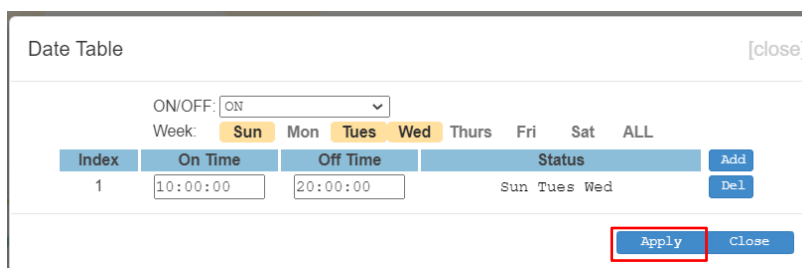 Date Table [close]
ON/OFF: ON
Week: Sun Mon Tues Wed Thurs Fri Sat ALL
Index On Time Off Time Status Add
1 10:00:00 20:00:00 Sun Tues Wed Del
Apply Close